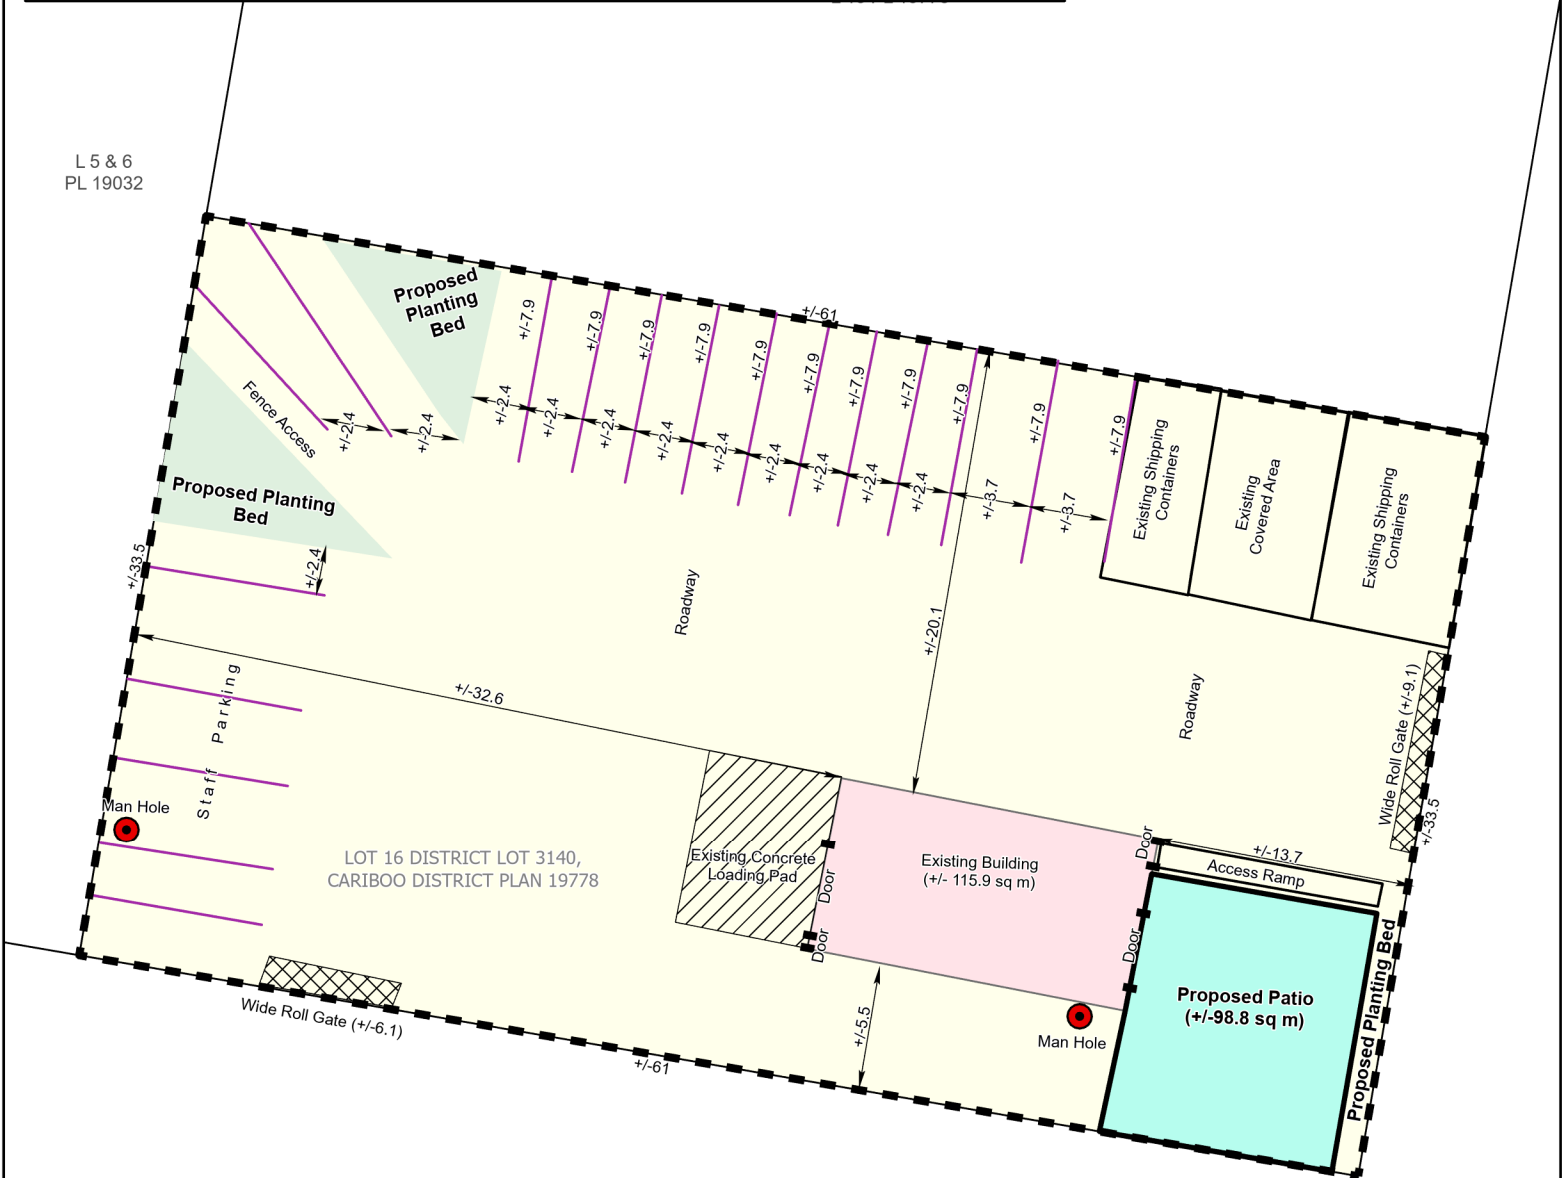 L 5 & 6
PL 19032
Proposed
Planting
Bed
+/-61
+/-7.9
+/-7.9
+/-7.9
+/-7.9
+/-7.9
+/-7.9
+/-7.9
+/-7.9
+/-7.9
+/-7.9
+/-7.9
Fence Access
+/-2.4
+/-2.4
+/-2.4
+/-2.4
+/-2.4
+/-2.4
+/-2.4
+/-2.4
+/-2.4
+/-2.4
+/-2.4
+/-3.7
+/-3.7
Existing Shipping
Containers
Existing
Covered Area
Existing Shipping
Containers
Proposed Planting
Bed
+/-33.5
+/-2.4
Roadway
+/-20.1
+/-32.6
Roadway
Wide Roll Gate (+/-9.1)
+/-33.5
Staff Parking
Man Hole
LOT 16 DISTRICT LOT 3140,
CARIBOO DISTRICT PLAN 19778
Existing Concrete
Loading Pad
Door
Door
Existing Building
(+/- 115.9 sq m)
Door
+/-13.7
Access Ramp
Door
Proposed Patio
(+/-98.8 sq m)
Proposed Planting Bed
Wide Roll Gate (+/-6.1)
+/-5.5
Man Hole
+/-61